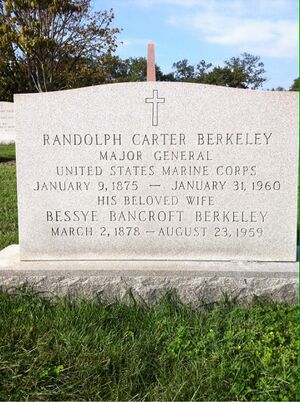 RANDOLPH CARTER BERKELEY
MAJOR GENERAL
UNITED STATES MARINE CORPS
JANUARY 9, 1875 — JANUARY 31, 1960
HIS BELOVED WIFE
BESSYE BANCROFT BERKELEY
MARCH 2, 1878 — AUGUST 23, 1959